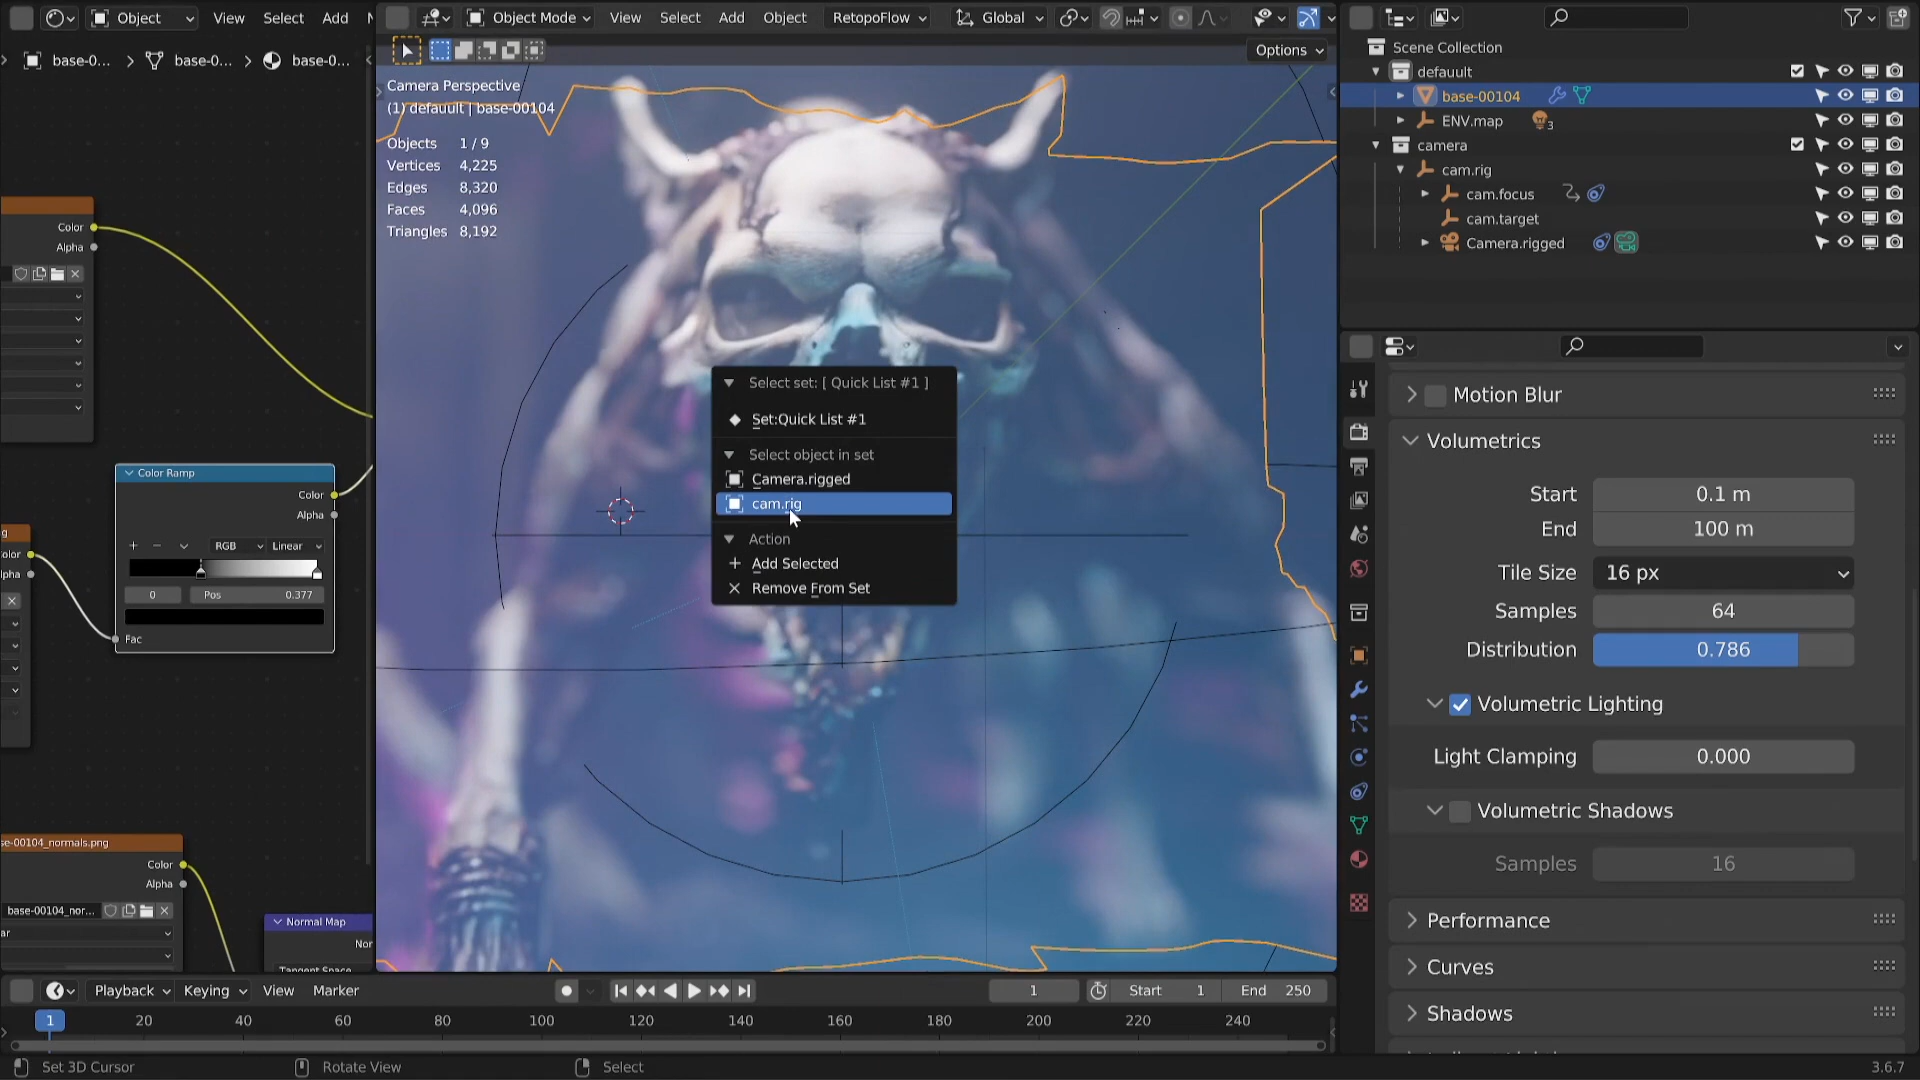 Object
View
Select
Add
Object Mode
View
Select
Add
Object
RetopoFlow
Global
base-0...
base-0...
base-0...
Options
Camera Perspective
(1) defauult | base-00104
Objects 1 / 9
Vertices 4,225
Edges 8,320
Faces 4,096
Triangles 8,192
Color
Alpha
Color Ramp
Color
Alpha
RGB
Linear
0
Pos 0.377
Fac
se-00104_normals.png
Color
Alpha
base-00104_nor...
Normal Map
Tangent Space
Select set: [ Quick List #1 ]
Set:Quick List #1
Select object in set
Camera.rigged
cam.rig
Action
Add Selected
Remove From Set
Scene Collection
defauult
base-00104
ENV.map
3
camera
cam.rig
cam.focus
cam.target
Camera.rigged
Motion Blur
Volumetrics
Start 0.1 m
End 100 m
Tile Size 16 px
Samples 64
Distribution 0.786
Volumetric Lighting
Light Clamping 0.000
Volumetric Shadows
Samples 16
Performance
Curves
Shadows
Playback
Keying
View
Marker
1
Start 1
End 250
1 20 40 60 80 100 120 140 160 180 200 220 240
Set 3D Cursor
Rotate View
Select
3.6.7